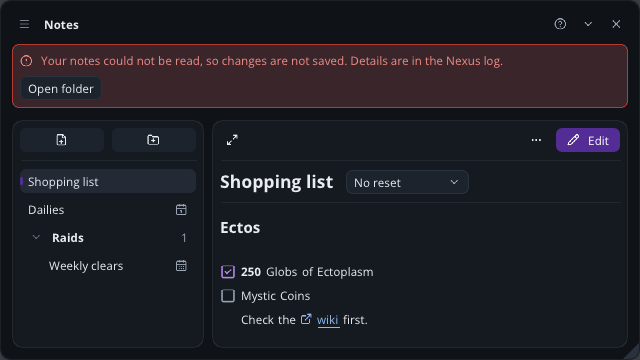 Notes
Your notes could not be read, so changes are not saved. Details are in the Nexus log.
Open folder
Edit
Shopping list
Dailies
Raids 1
Weekly clears
Shopping list No reset
Ectos
250 Globs of Ectoplasm
Mystic Coins
Check the wiki first.